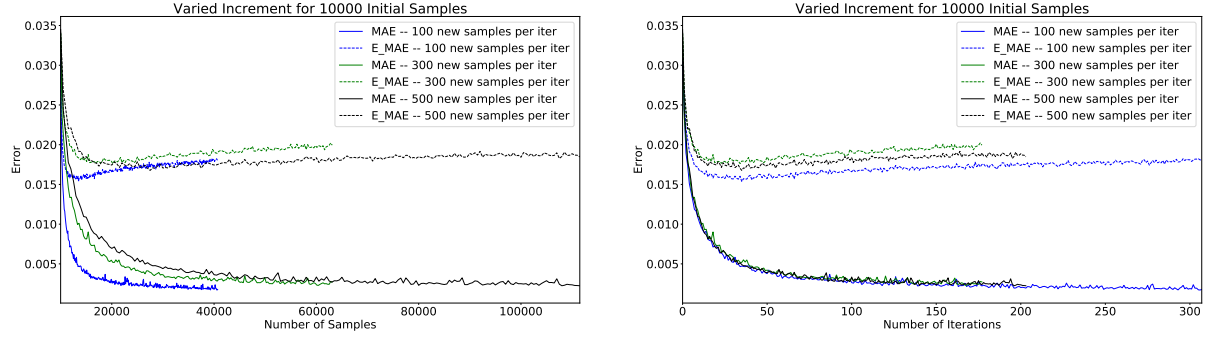 Varied Increment for 10000 Initial Samples
0.035
0.030
0.025
0.020
0.015
0.010
0.005
Error
MAE -- 100 new samples per iter
E_MAE -- 100 new samples per iter
MAE -- 300 new samples per iter
E_MAE -- 300 new samples per iter
MAE -- 500 new samples per iter
E_MAE -- 500 new samples per iter
20000 40000 60000 80000 100000
Number of Samples
Varied Increment for 10000 Initial Samples
0.035
0.030
0.025
0.020
0.015
0.010
0.005
Error
MAE -- 100 new samples per iter
E_MAE -- 100 new samples per iter
MAE -- 300 new samples per iter
E_MAE -- 300 new samples per iter
MAE -- 500 new samples per iter
E_MAE -- 500 new samples per iter
0 50 100 150 200 250 300
Number of Iterations